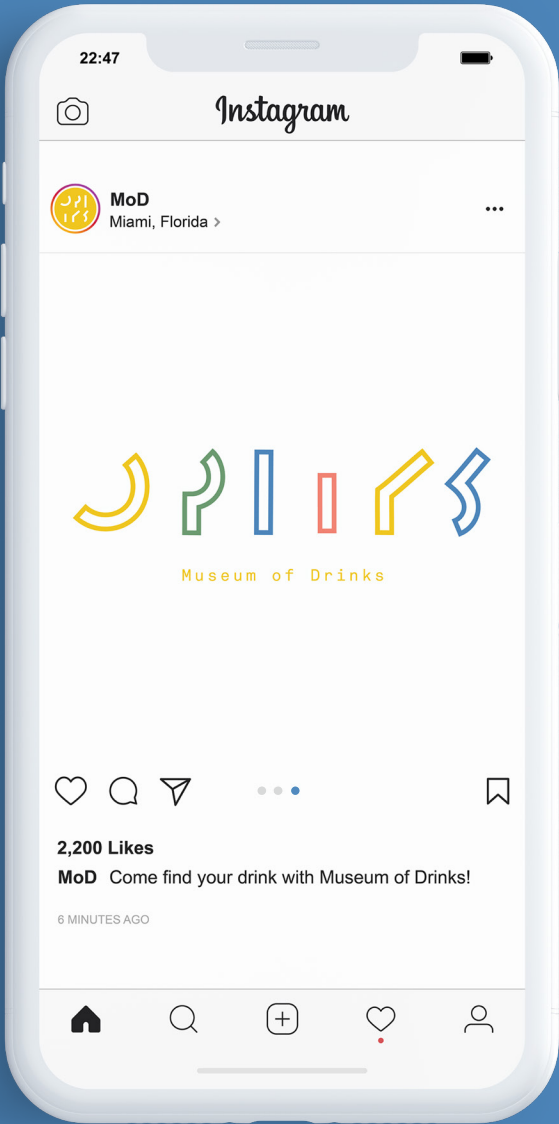 22:47
Instagram
MoD
Miami, Florida
Museum of Drinks
2,200 Likes
MoD Come find your drink with Museum of Drinks!
6 MINUTES AGO